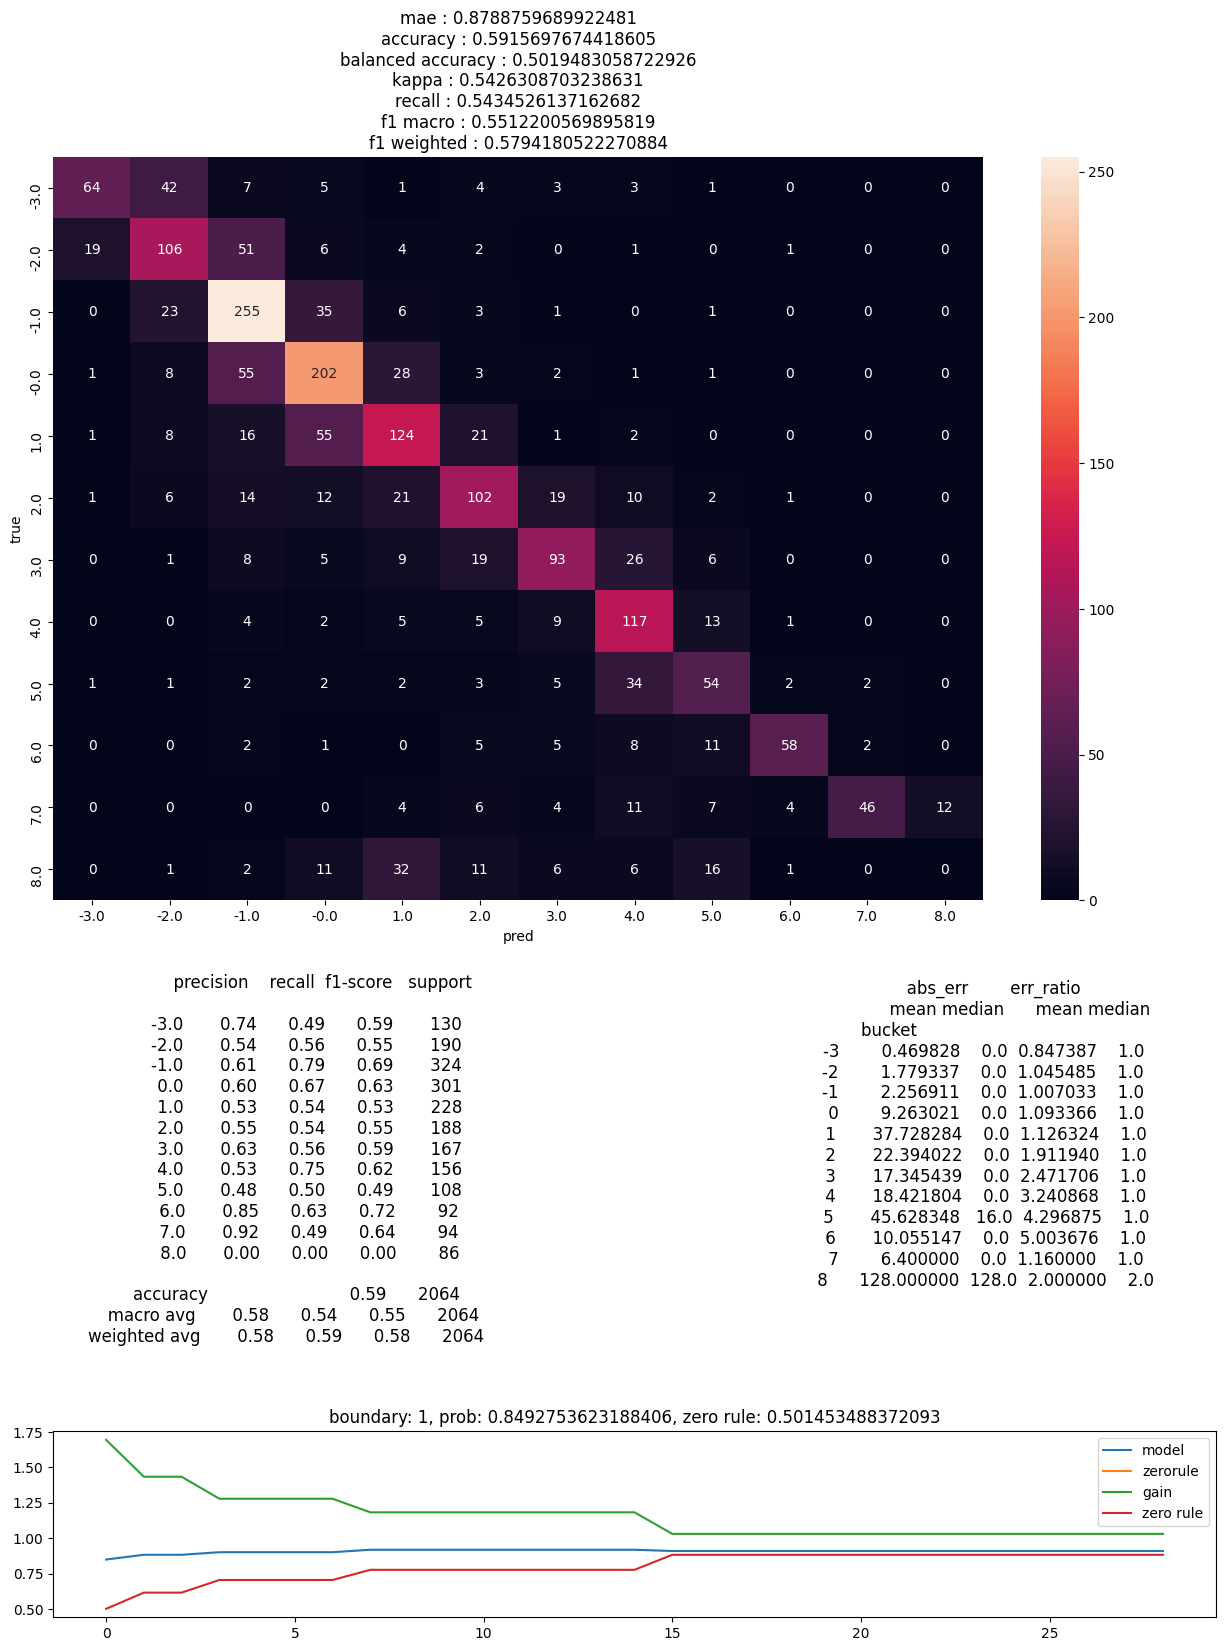 mae : 0.8788759689922481
accuracy : 0.5915697674418605
balanced accuracy : 0.5019483058722926
kappa : 0.5426308703238631
recall : 0.5434526137162682
f1 macro : 0.5512200569895819
f1 weighted : 0.5794180522270884
-3.0 64 42 7 5 1 4 3 3 1 0 0 0
-2.0 19 106 51 6 4 2 0 1 0 1 0 0
-1.0 0 23 255 35 6 3 1 0 1 0 0 0
-0.0 1 8 55 202 28 3 2 1 1 0 0 0
1.0 1 8 16 55 124 21 1 2 0 0 0 0
2.0 1 6 14 12 21 102 19 10 2 1 0 0
3.0 0 1 8 5 9 19 93 26 6 0 0 0
4.0 0 0 4 2 5 5 9 117 13 1 0 0
5.0 1 1 2 2 2 3 5 34 54 2 2 0
6.0 0 0 2 1 0 5 5 8 11 58 2 0
7.0 0 0 0 0 4 6 4 11 7 4 46 12
8.0 0 1 2 11 32 11 6 6 16 1 0 0
true
-3.0 -2.0 -1.0 -0.0 1.0 2.0 3.0 4.0 5.0 6.0 7.0 8.0
pred
250
200
150
100
50
0
precision recall f1-score support
-3.0 0.74 0.49 0.59 130
-2.0 0.54 0.56 0.55 190
-1.0 0.61 0.79 0.69 324
0.0 0.60 0.67 0.63 301
1.0 0.53 0.54 0.53 228
2.0 0.55 0.54 0.55 188
3.0 0.63 0.56 0.59 167
4.0 0.53 0.75 0.62 156
5.0 0.48 0.50 0.49 108
6.0 0.85 0.63 0.72 92
7.0 0.92 0.49 0.64 94
8.0 0.00 0.00 0.00 86
accuracy 0.59 2064
macro avg 0.58 0.54 0.55 2064
weighted avg 0.58 0.59 0.58 2064
abs_err err_ratio
mean median mean median
bucket
-3 0.469828 0.0 0.847387 1.0
-2 1.779337 0.0 1.045485 1.0
-1 2.256911 0.0 1.007033 1.0
0 9.263021 0.0 1.093366 1.0
1 37.728284 0.0 1.126324 1.0
2 22.394022 0.0 1.911940 1.0
3 17.345439 0.0 2.471706 1.0
4 18.421804 0.0 3.240868 1.0
5 45.628348 16.0 4.296875 1.0
6 10.055147 0.0 5.003676 1.0
7 6.400000 0.0 1.160000 1.0
8 128.000000 128.0 2.000000 2.0
boundary: 1, prob: 0.8492753623188406, zero rule: 0.501453488372093
1.75
1.50
1.25
1.00
0.75
0.50
model
zerorule
gain
zero rule
0 5 10 15 20 25